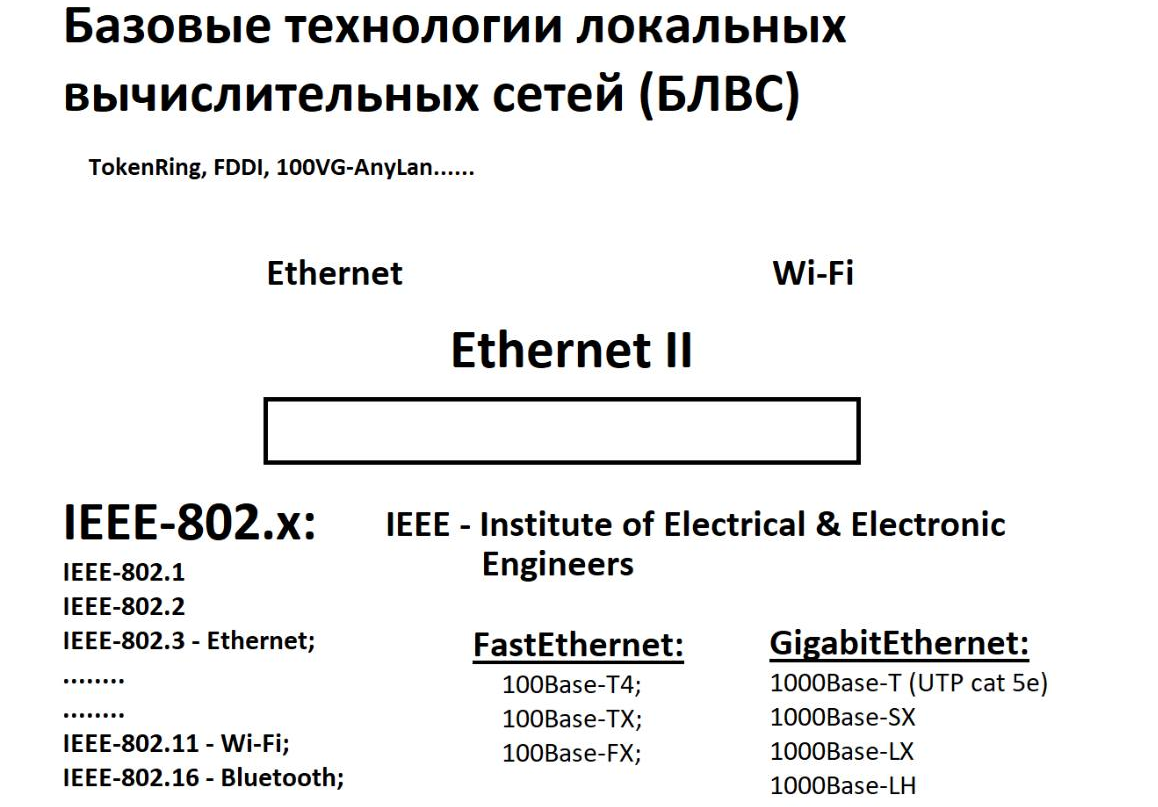 Базовые технологии локальных
вычислительных сетей (БЛВС)
TokenRing, FDDI, 100VG-AnyLan......
Ethernet
Wi-Fi
Ethernet II
IEEE-802.x:
IEEE - Institute of Electrical & Electronic
Engineers
IEEE-802.1
IEEE-802.2
IEEE-802.3 - Ethernet;
........
........
IEEE-802.11 - Wi-Fi;
IEEE-802.16 - Bluetooth;
FastEthernet:
100Base-T4;
100Base-TX;
100Base-FX;
GigabitEthernet:
1000Base-T (UTP cat 5e)
1000Base-SX
1000Base-LX
1000Base-LH